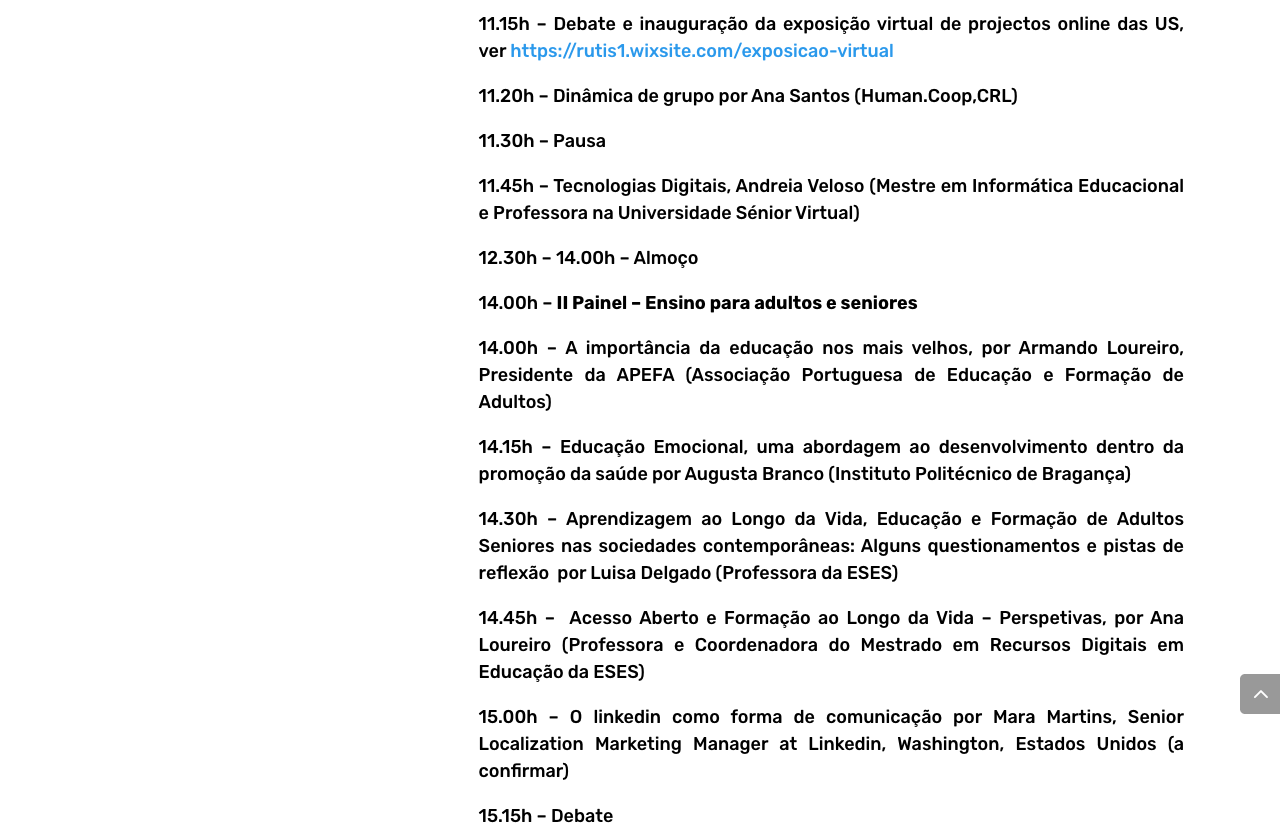 11.15h – Debate e inauguração da exposição virtual de projectos online das US,
ver https://rutis1.wixsite.com/exposicao-virtual
11.20h – Dinâmica de grupo por Ana Santos (Human.Coop,CRL)
11.30h – Pausa
11.45h – Tecnologias Digitais, Andreia Veloso (Mestre em Informática Educacional
e Professora na Universidade Sénior Virtual)
12.30h – 14.00h – Almoço
14.00h – II Painel – Ensino para adultos e seniores
14.00h – A importância da educação nos mais velhos, por Armando Loureiro,
Presidente da APEFA (Associação Portuguesa de Educação e Formação de
Adultos)
14.15h – Educação Emocional, uma abordagem ao desenvolvimento dentro da
promoção da saúde por Augusta Branco (Instituto Politécnico de Bragança)
14.30h – Aprendizagem ao Longo da Vida, Educação e Formação de Adultos
Seniores nas sociedades contemporâneas: Alguns questionamentos e pistas de
reflexão  por Luisa Delgado (Professora da ESES)
14.45h –  Acesso Aberto e Formação ao Longo da Vida – Perspetivas, por Ana
Loureiro (Professora e Coordenadora do Mestrado em Recursos Digitais em
Educação da ESES)
15.00h – O linkedin como forma de comunicação por Mara Martins, Senior
Localization Marketing Manager at Linkedin, Washington, Estados Unidos (a
confirmar)
15.15h – Debate